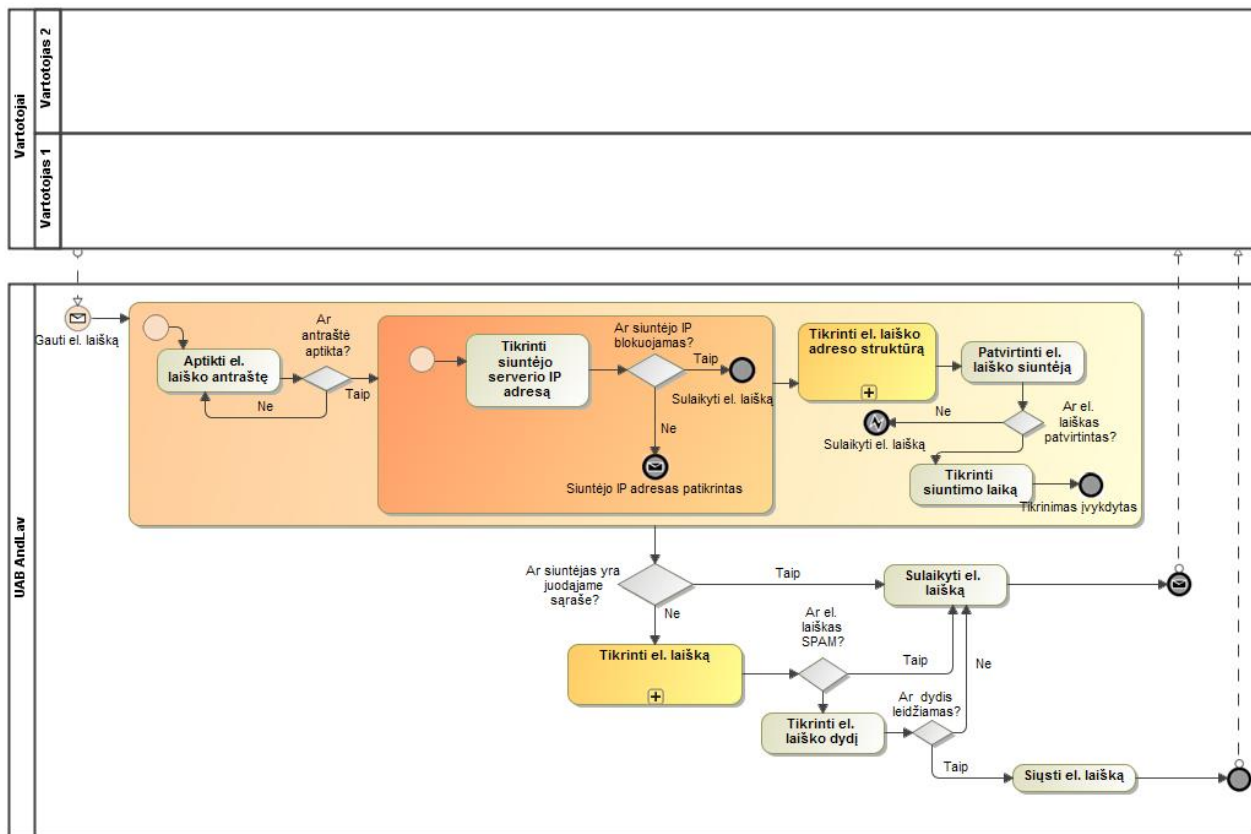 Vartotojai
Vartotojas 2
Vartotojas 1
UAB AndLav
Gauti el. laišką
Aptikti el.
laiško antraštę
Ar
antraštė
aptikta?
Ne
Taip
Tikrinti
siuntėjo
serverio IP
adresą
Ar siuntėjo IP
blokuojamas?
Taip
Sulaikyti el. laišką
Ne
Siuntėjo IP adresas patikrintas
Tikrinti el. laiško
adreso struktūrą
Patvirtinti el.
laiško siuntėją
Ne
Sulaikyti el. laišką
Ar el.
laiškas
patvirtintas?
Tikrinti
siuntimo laiką
Tikrinimas įvykdytas
Ar siuntėjas yra
juodajame
sąraše?
Taip
Sulaikyti el.
laišką
Ne
Tikrinti el. laišką
Ar el.
laiškas
SPAM?
Taip
Ne
Tikrinti el.
laiško dydį
Ar dydis
leidžiamas?
Taip
Siųsti el. laišką